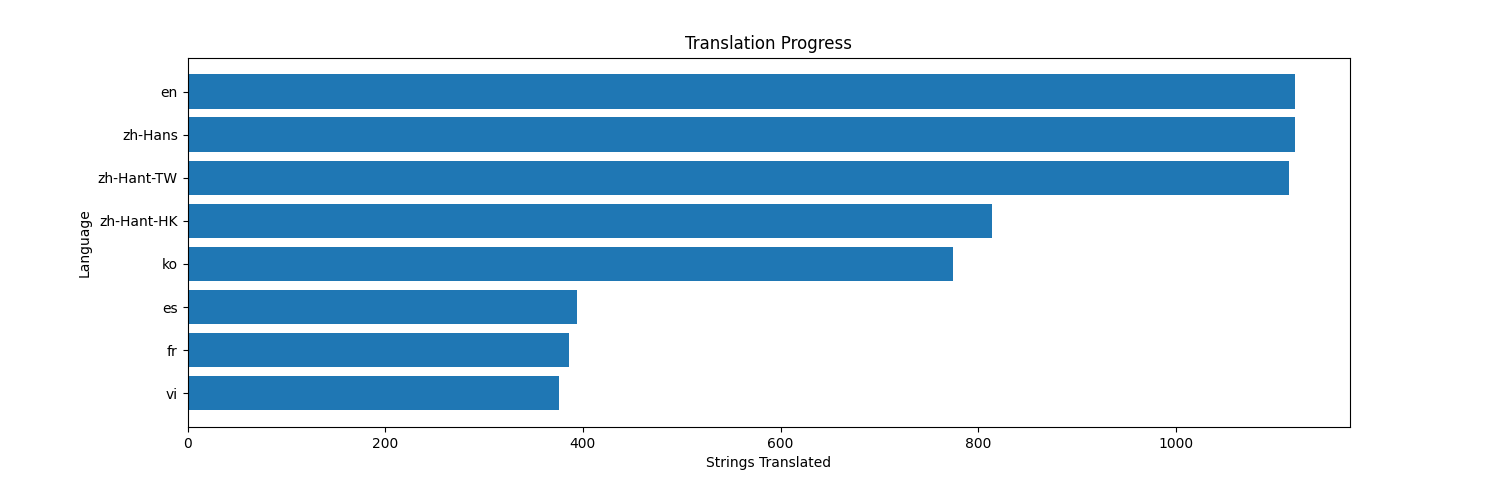 Translation Progress
Language
en
zh-Hans
zh-Hant-TW
zh-Hant-HK
ko
es
fr
vi
0 200 400 600 800 1000
Strings Translated